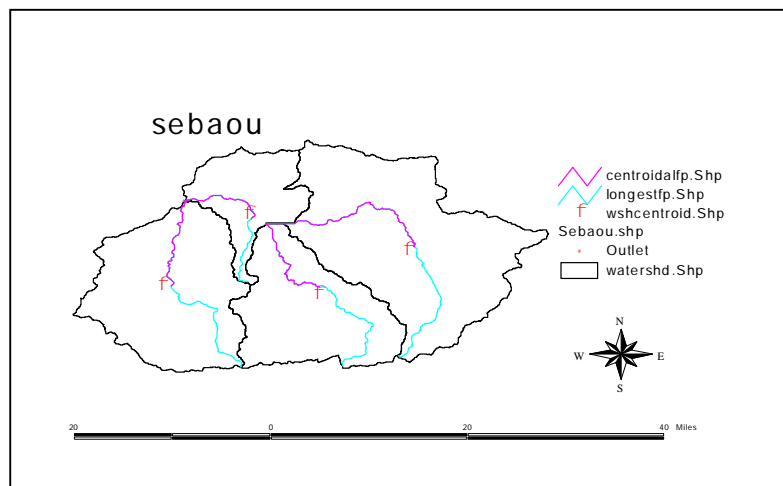 sebaou
centroidalfp.Shp
longestfp.Shp
wshcentroid.Shp
Sebaou.shp
Outlet
watershd.Shp
N
W E
S
20 0 20 40 Miles